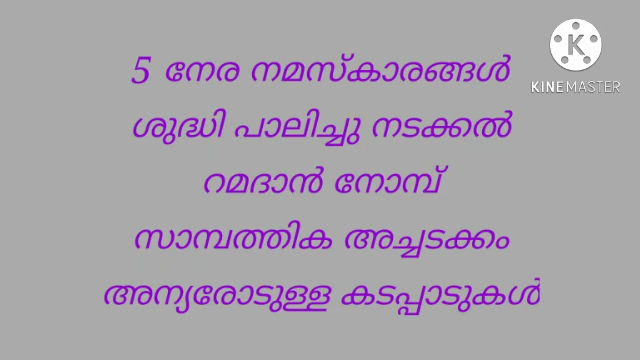 5 നേര നമസ്കാരങ്ങൾ
ശുദ്ധി പാലിച്ചു നടക്കൽ
റമദാൻ നോമ്പ്
സാമ്പത്തിക അച്ചടക്കം
അന്യരോടുള്ള കടപ്പാടുകൾ
K
KINEMASTER